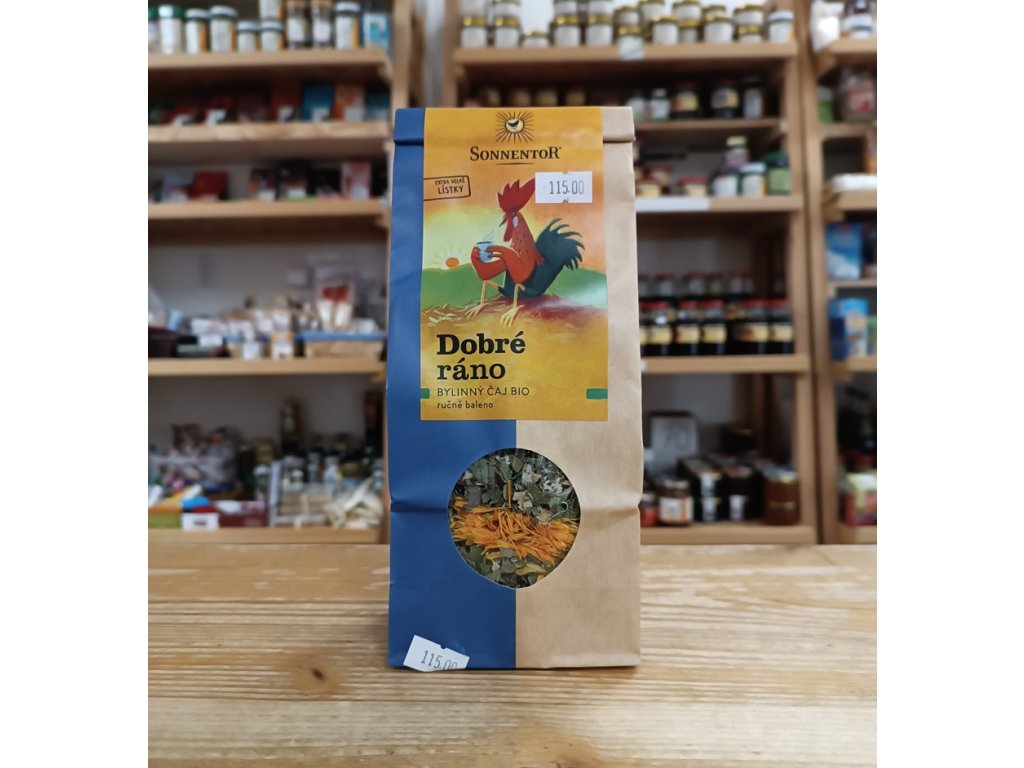 SONNENTOR®
EXTRA VELKÉ
LÍSTKY
115.00
Dobré
ráno
BYLINNÝ ČAJ BIO
ručně baleno
115.00